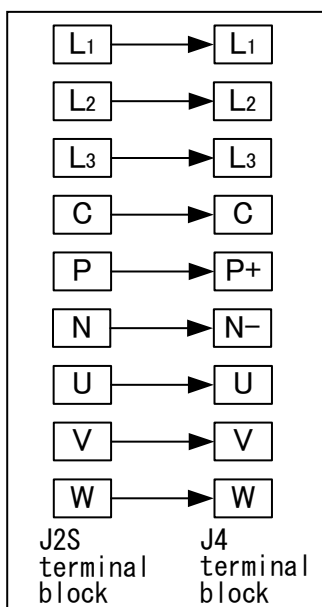 L1 L1
L2 L2
L3 L3
C C
P P+
N N-
U U
V V
W W
J2S J4
terminal terminal
block block